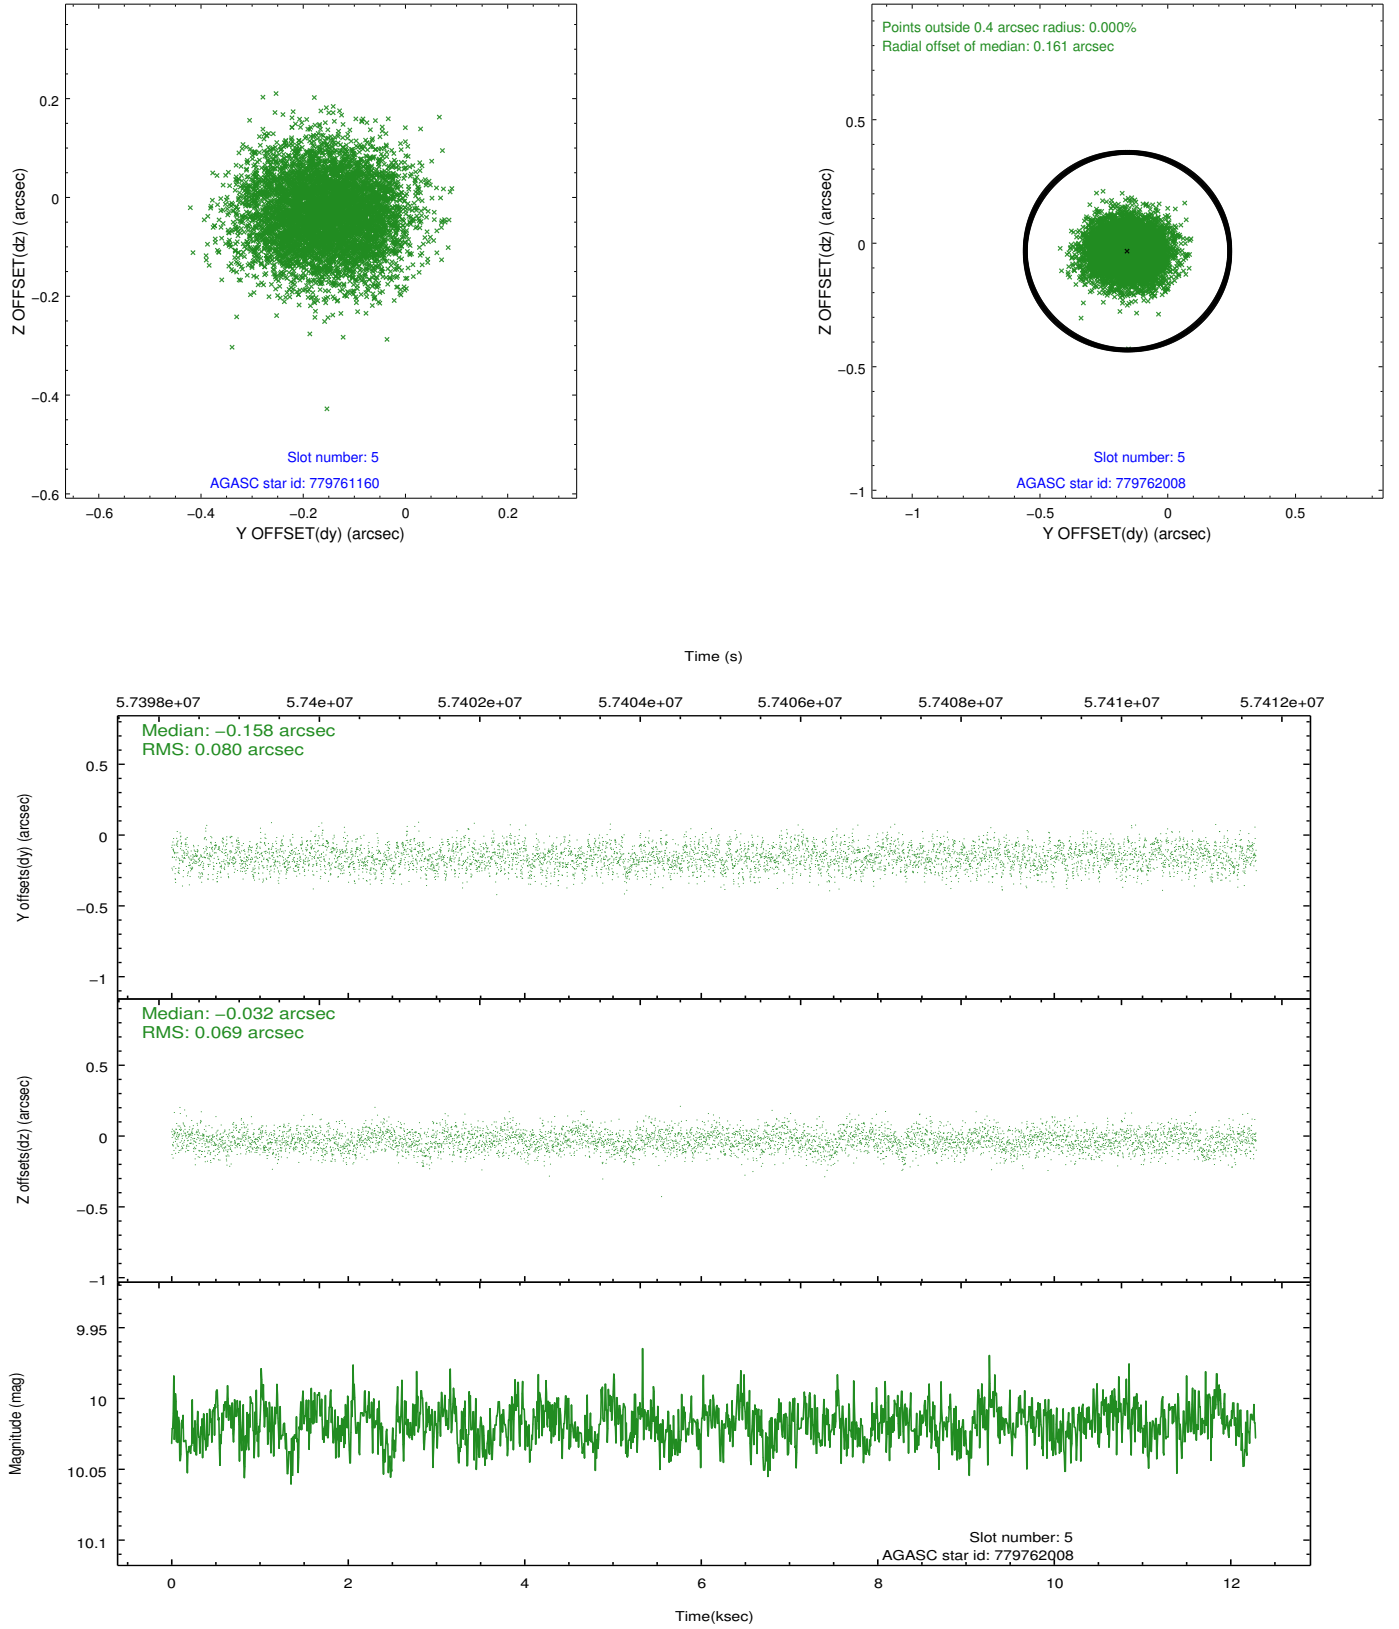 0.2
0
−0.2
−0.4
−0.6
Z OFFSET(dz) (arcsec)
Slot number: 5
AGASC star id: 779761160
−0.6
−0.4
−0.2
0
0.2
Y OFFSET(dy) (arcsec)
Points outside 0.4 arcsec radius: 0.000%
Radial offset of median: 0.161 arcsec
0.5
0
−0.5
−1
Z OFFSET(dz) (arcsec)
Slot number: 5
AGASC star id: 779762008
−1
−0.5
0
0.5
Y OFFSET(dy) (arcsec)
Time (s)
5.7398e+07
5.74e+07
5.7402e+07
5.7404e+07
5.7406e+07
5.7408e+07
5.741e+07
5.7412e+07
Median: −0.158 arcsec
RMS: 0.080 arcsec
0.5
0
−0.5
−1
Y offsets(dy) (arcsec)
Median: −0.032 arcsec
RMS: 0.069 arcsec
0.5
0
−0.5
−1
Z offsets(dz) (arcsec)
9.95
10
10.05
10.1
Magnitude (mag)
Slot number: 5
AGASC star id: 779762008
0
2
4
6
8
10
12
Time(ksec)